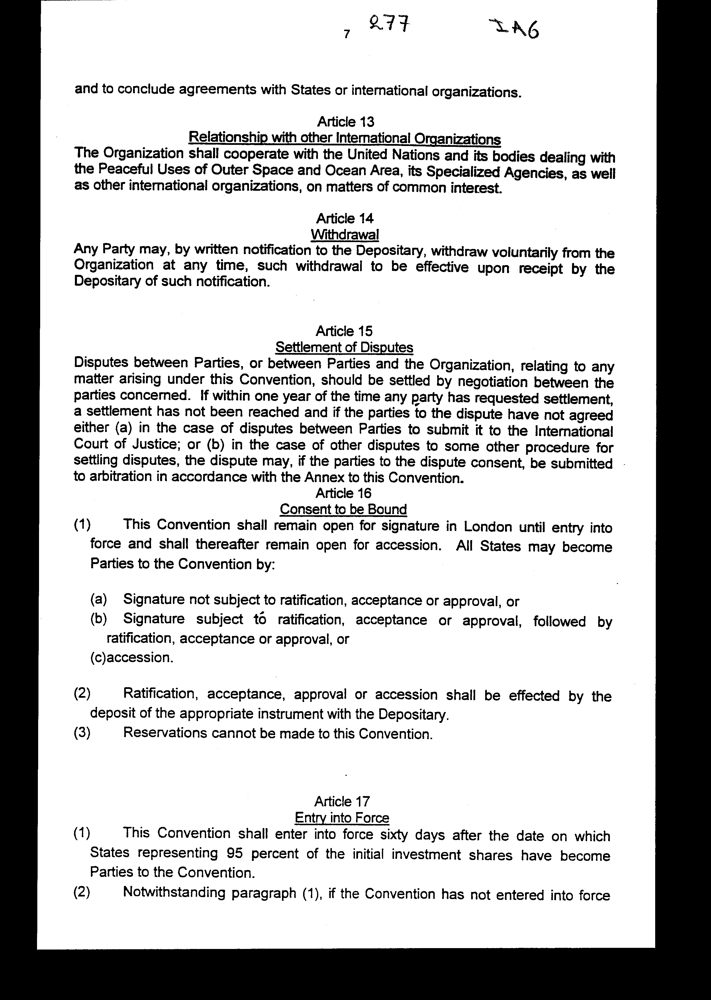 7 277 IA6
and to conclude agreements with States or international organizations.
Article 13
Relationship with other International Organizations
The Organization shall cooperate with the United Nations and its bodies dealing with
the Peaceful Uses of Outer Space and Ocean Area, its Specialized Agencies, as well
as other international organizations, on matters of common interest.
Article 14
Withdrawal
Any Party may, by written notification to the Depositary, withdraw voluntarily from the
Organization at any time, such withdrawal to be effective upon receipt by the
Depositary of such notification.
Article 15
Settlement of Disputes
Disputes between Parties, or between Parties and the Organization, relating to any
matter arising under this Convention, should be settled by negotiation between the
parties concerned. If within one year of the time any party has requested settlement,
a settlement has not been reached and if the parties to the dispute have not agreed
either (a) in the case of disputes between Parties to submit it to the International
Court of Justice; or (b) in the case of other disputes to some other procedure for
settling disputes, the dispute may, if the parties to the dispute consent, be submitted
to arbitration in accordance with the Annex to this Convention.
Article 16
Consent to be Bound
(1) This Convention shall remain open for signature in London until entry into
force and shall thereafter remain open for accession. All States may become
Parties to the Convention by:
(a) Signature not subject to ratification, acceptance or approval, or
(b) Signature subject to ratification, acceptance or approval, followed by
ratification, acceptance or approval, or
(c)accession.
(2) Ratification, acceptance, approval or accession shall be effected by the
deposit of the appropriate instrument with the Depositary.
(3) Reservations cannot be made to this Convention.
Article 17
Entry into Force
(1) This Convention shall enter into force sixty days after the date on which
States representing 95 percent of the initial investment shares have become
Parties to the Convention.
(2) Notwithstanding paragraph (1), if the Convention has not entered into force